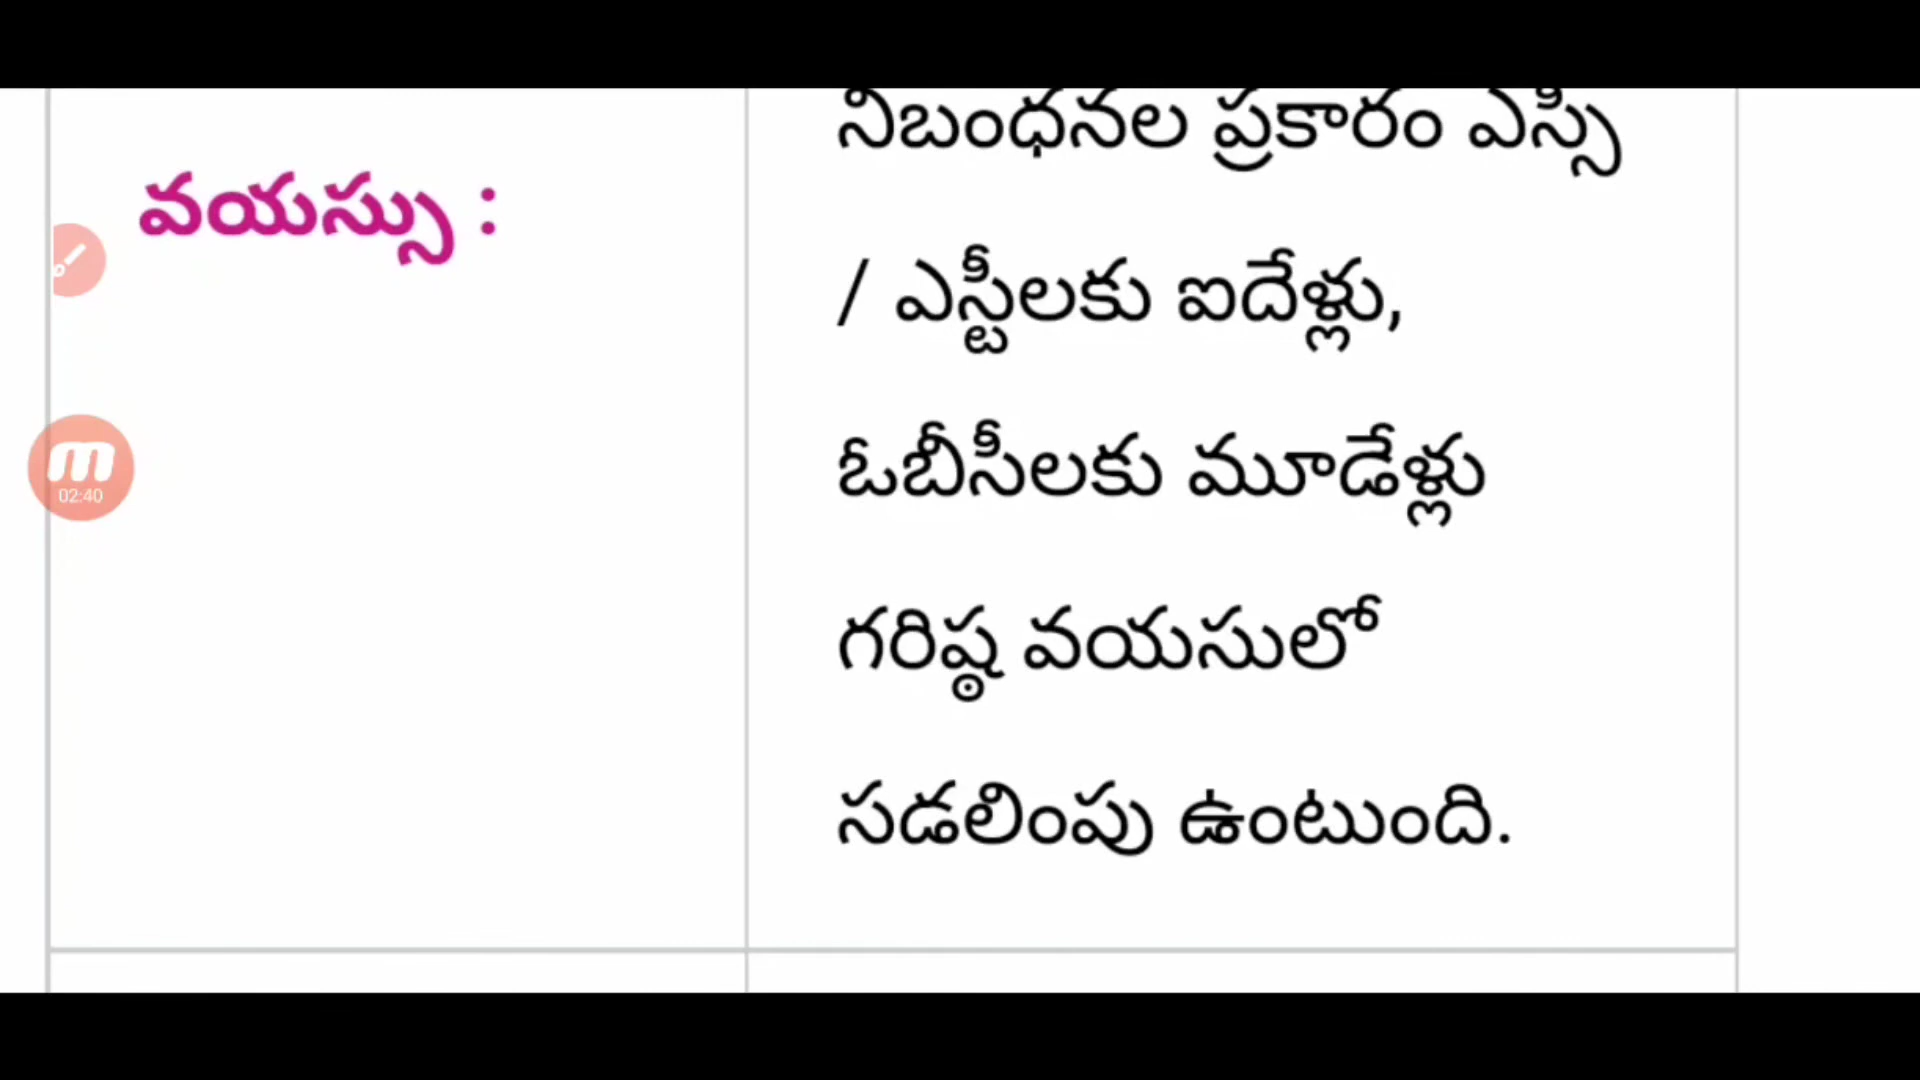 నిబంధనల ప్రకారం ఎస్సీ
వయస్సు :
/ ఎస్టీలకు ఐదేళ్లు,
ఓబీసీలకు మూడేళ్లు
గరిష్ఠ వయసులో
సడలింపు ఉంటుంది.
m
02:40